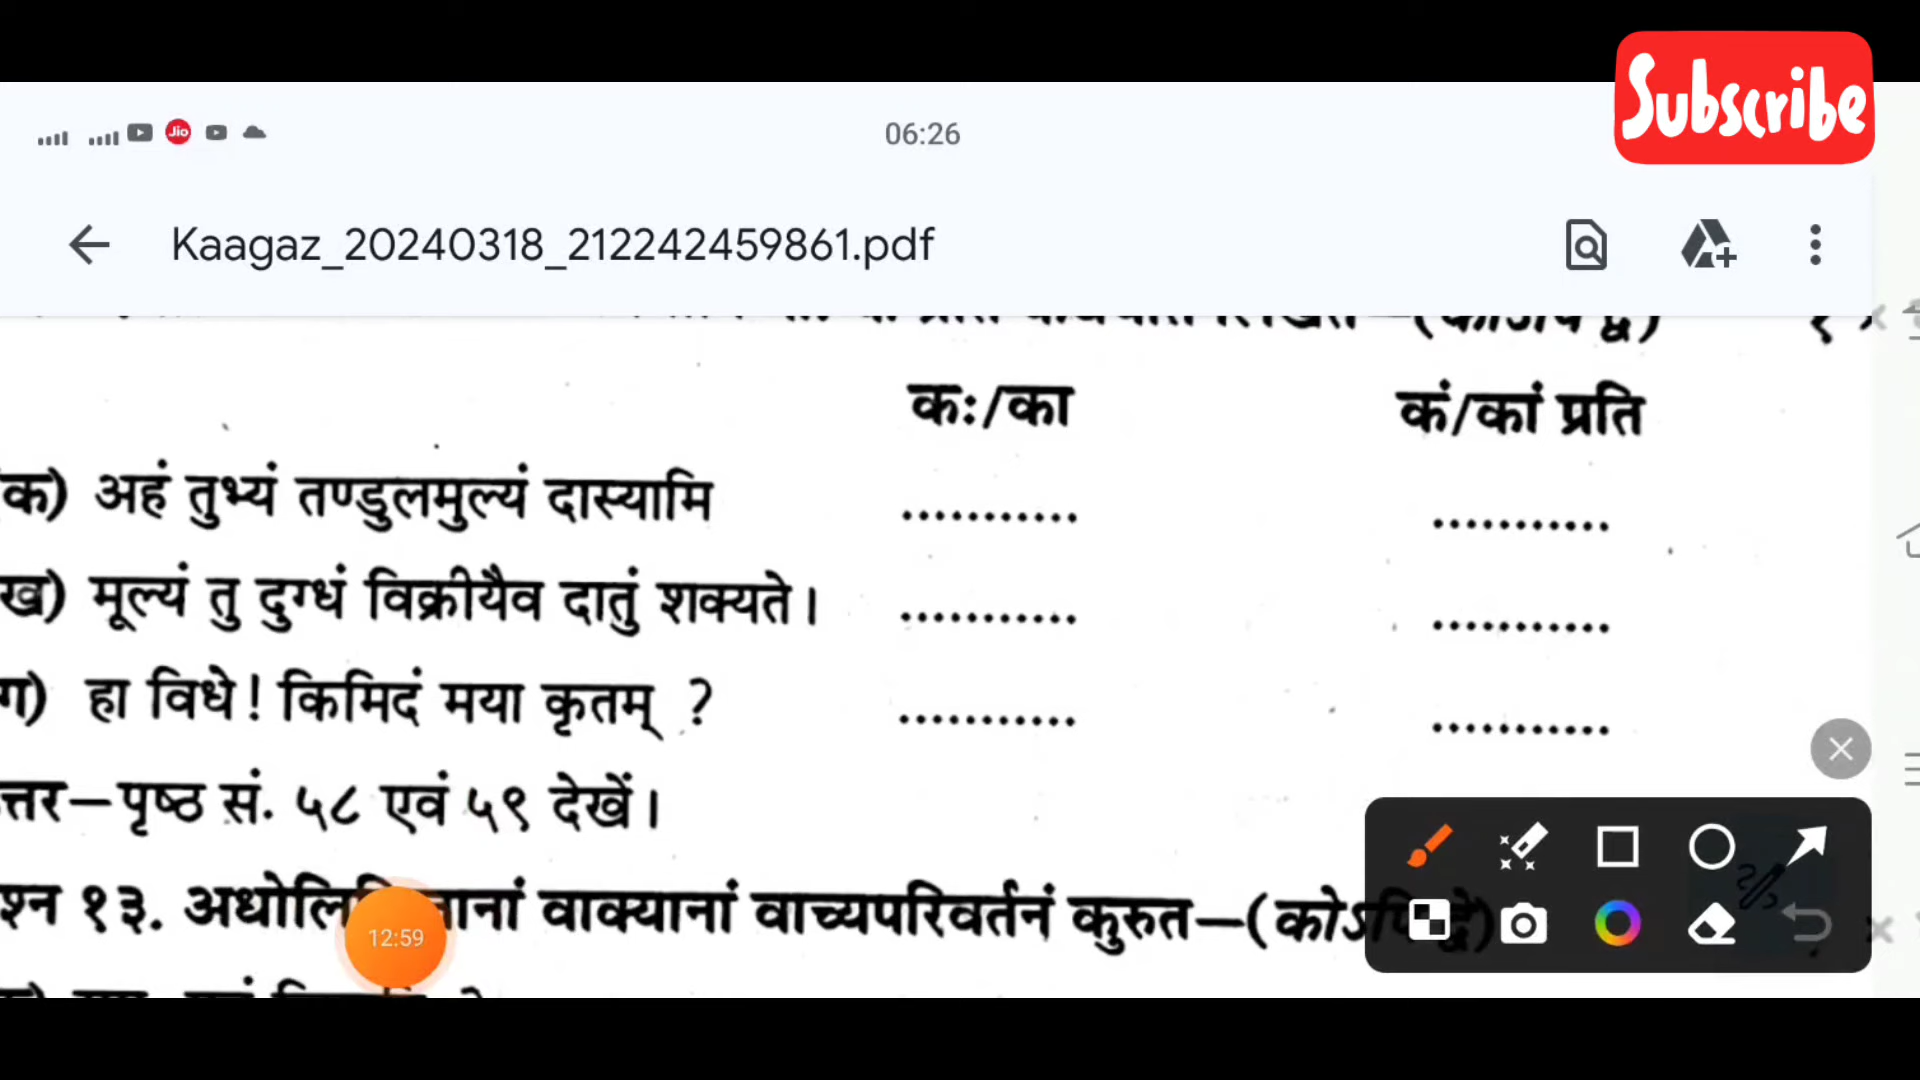 Subscribe
06:26
Kaagaz_20240318_212242459861.pdf
कः/का कं/कां प्रति
क) अहं तुभ्यं तण्डुलमुल्यं दास्यामि ........... ...........
ख) मूल्यं तु दुग्धं विक्रीयैव दातुं शक्यते। ........... ...........
ग) हा विधे! किमिदं मया कृतम् ? ........... ...........
त्तर–पृष्ठ सं. ५८ एवं ५९ देखें।
श्न १३. वाक्यानां वाच्यपरिवर्तनं कुरुत–
12:59